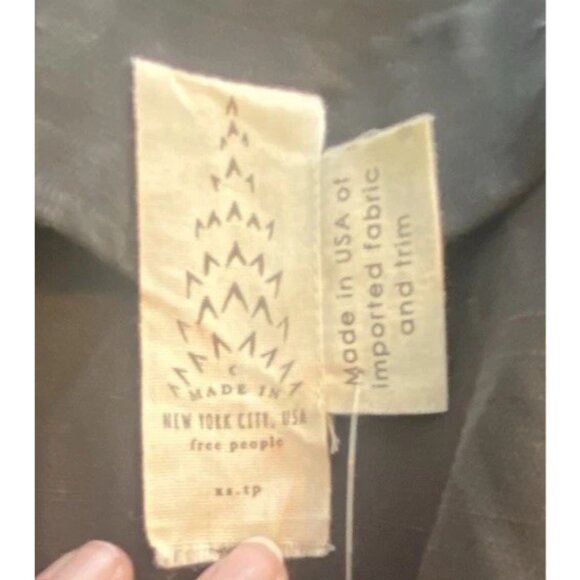 MADE IN
NEW YORK CITY, USA
free people
xs.tp
Made in USA of
imported fabric
and trim